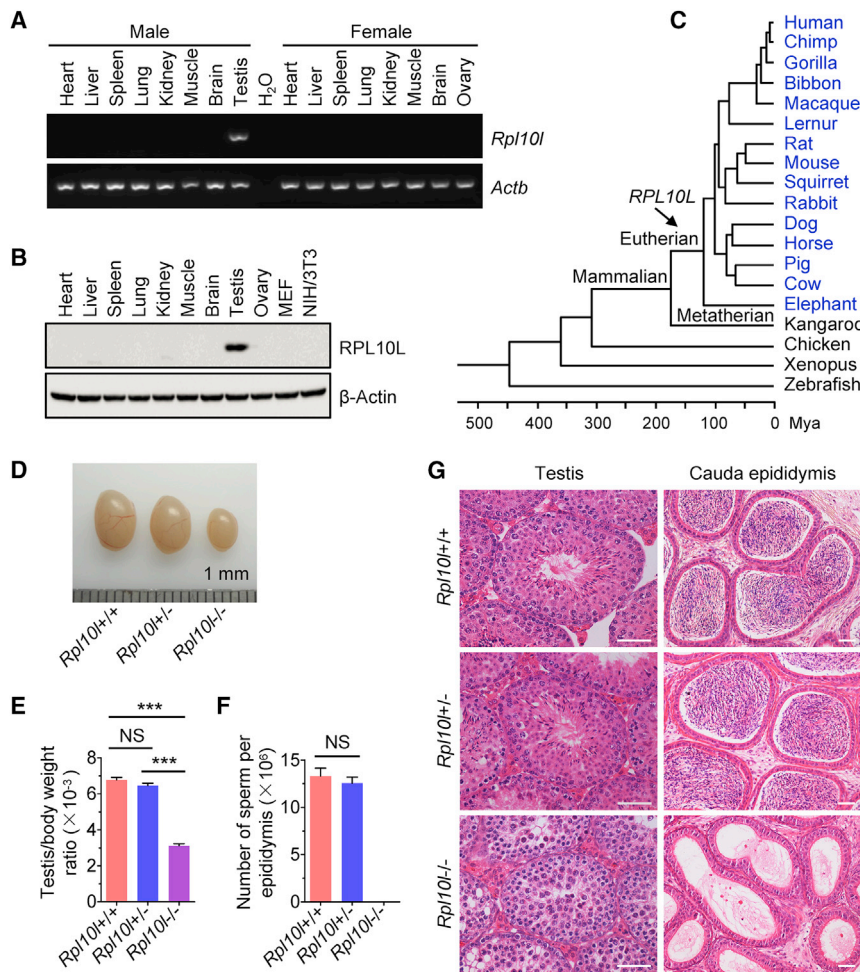 A
Male
Female
Heart
Liver
Spleen
Lung
Kidney
Muscle
Brain
Testis
H2O
Heart
Liver
Spleen
Lung
Kidney
Muscle
Brain
Ovary
Rpl10l
Actb
B
Heart
Liver
Spleen
Lung
Kidney
Muscle
Brain
Testis
Ovary
MEF
NIH/3T3
RPL10L
β-Actin
C
Human
Chimp
Gorilla
Bibbon
Macaque
Lernur
Rat
Mouse
Squirret
Rabbit
Dog
Horse
Pig
Cow
Elephant
Kangaroo
Chicken
Xenopus
Zebrafish
RPL10L
Eutherian
Mammalian
Metatherian
500 400 300 200 100 0 Mya
D
1 mm
Rpl10l+/+
Rpl10l+/-
Rpl10l-/-
E
***
NS
***
Testis/body weight
ratio (×10-3)
8
6
4
2
0
Rpl10l+/+
Rpl10l+/-
Rpl10l-/-
F
NS
Number of sperm per
epididymis (×106)
15
10
5
0
Rpl10l+/+
Rpl10l+/-
Rpl10l-/-
G
Testis
Cauda epididymis
Rpl10l+/+
Rpl10l+/-
Rpl10l-/-